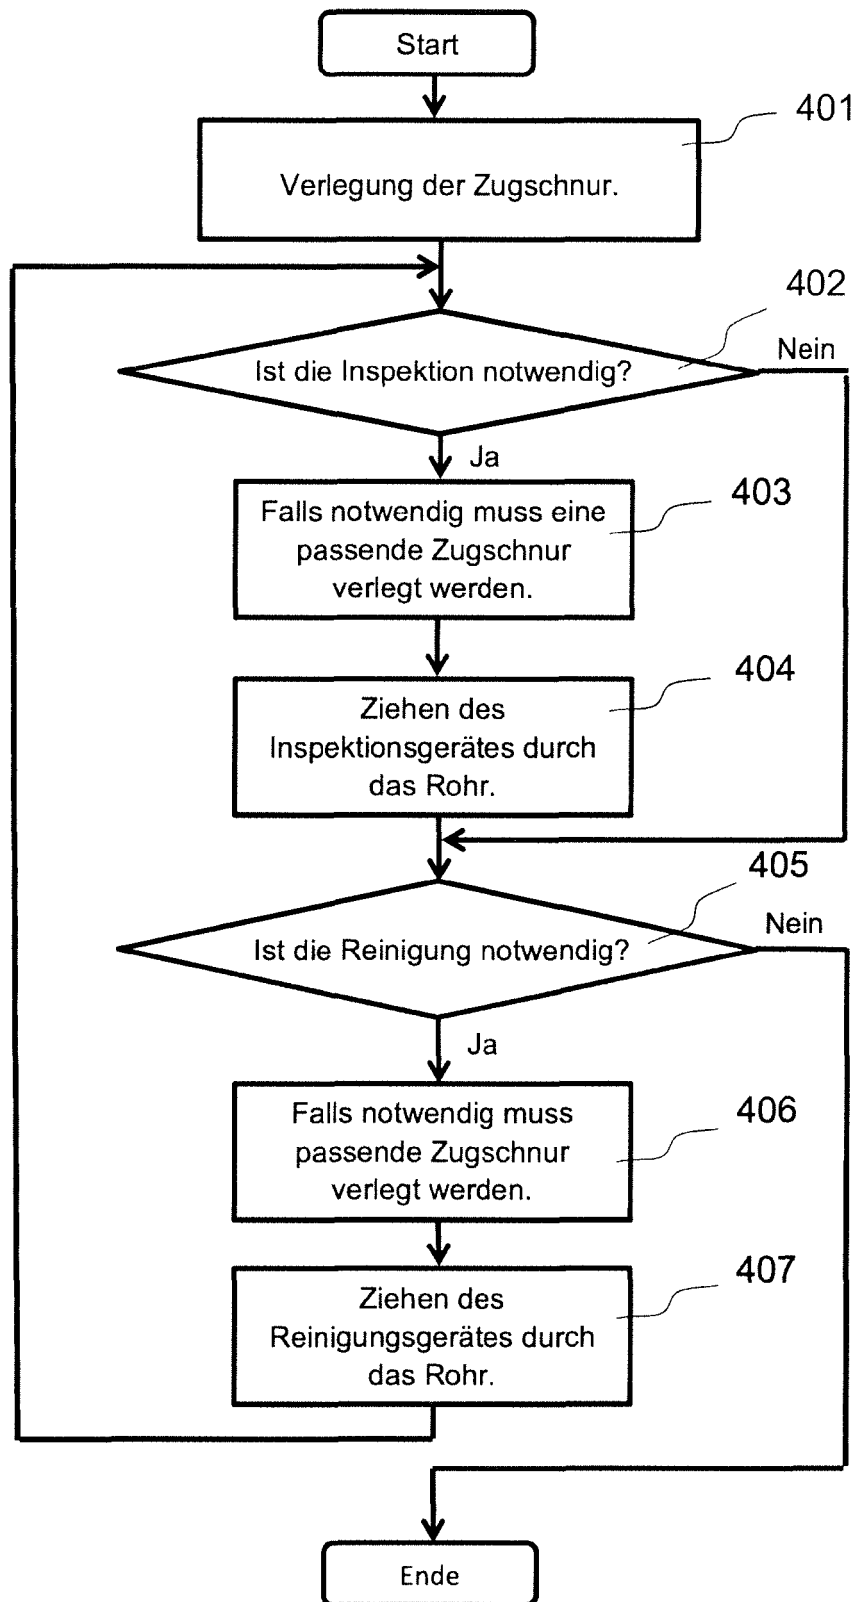 Start
401
Verlegung der Zugschnur.
402
Ist die Inspektion notwendig?
Nein
Ja
403
Falls notwendig muss eine
passende Zugschnur
verlegt werden.
404
Ziehen des
Inspektionsgerätes durch
das Rohr.
405
Ist die Reinigung notwendig?
Nein
Ja
406
Falls notwendig muss
passende Zugschnur
verlegt werden.
407
Ziehen des
Reinigungsgerätes durch
das Rohr.
Ende